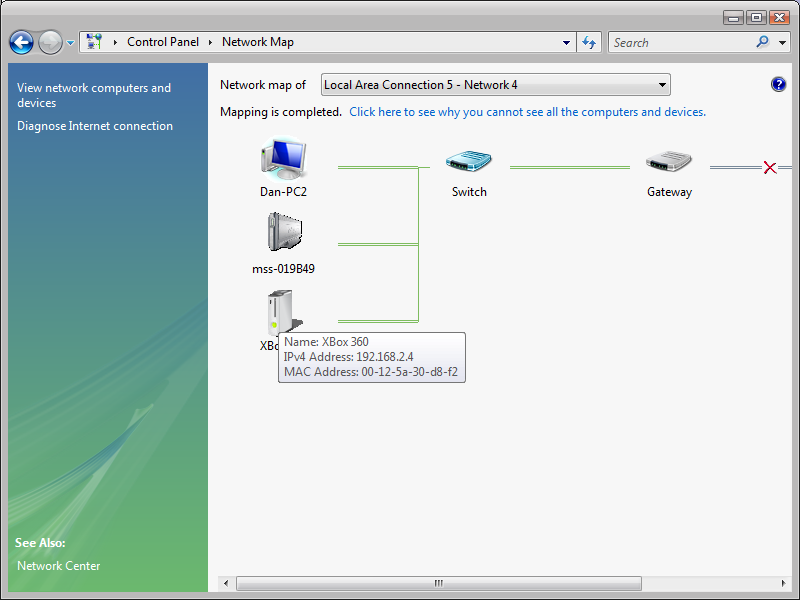 Control Panel
Network Map
Search
View network computers and
devices
Diagnose Internet connection
See Also:
Network Center
Network map of
Local Area Connection 5 - Network 4
?
Mapping is completed. Click here to see why you cannot see all the computers and devices.
Dan-PC2
Switch
Gateway
mss-019B49
Name: XBox 360
IPv4 Address: 192.168.2.4
MAC Address: 00-12-5a-30-d8-f2